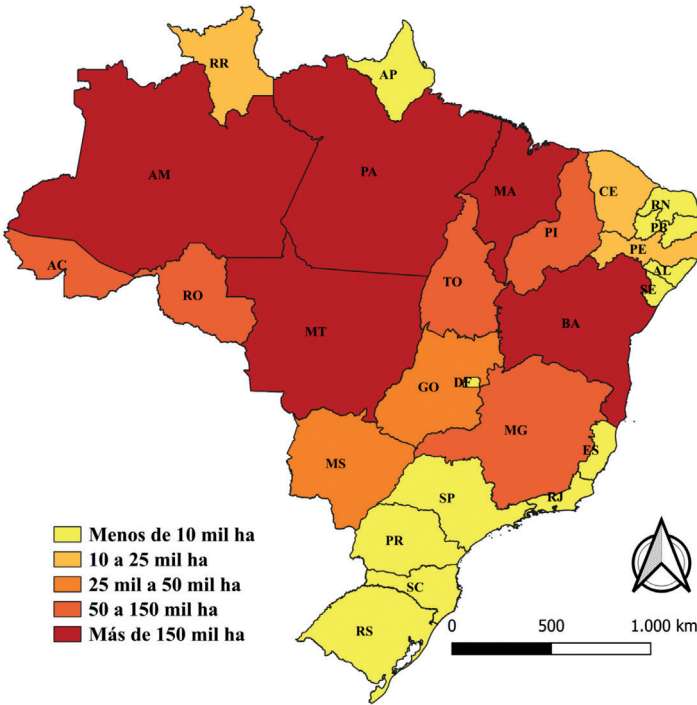 RR
AP
AM
PA
MA
CE
RN
PB
PE
AL
SE
PI
AC
RO
TO
MT
BA
GO
DF
MG
ES
MS
SP
RJ
PR
SC
RS
Menos de 10 mil ha
10 a 25 mil ha
25 mil a 50 mil ha
50 a 150 mil ha
Más de 150 mil ha
0 500 1.000 km